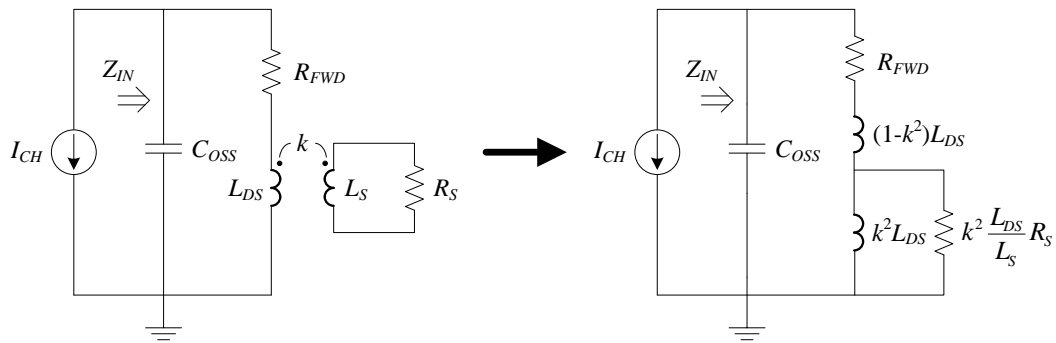 R_FWD
Z_IN
I_CH
C_OSS
k
L_DS
L_S
R_S
R_FWD
Z_IN
(1-k²)L_DS
I_CH
C_OSS
k²L_DS
k² L_DS/L_S R_S